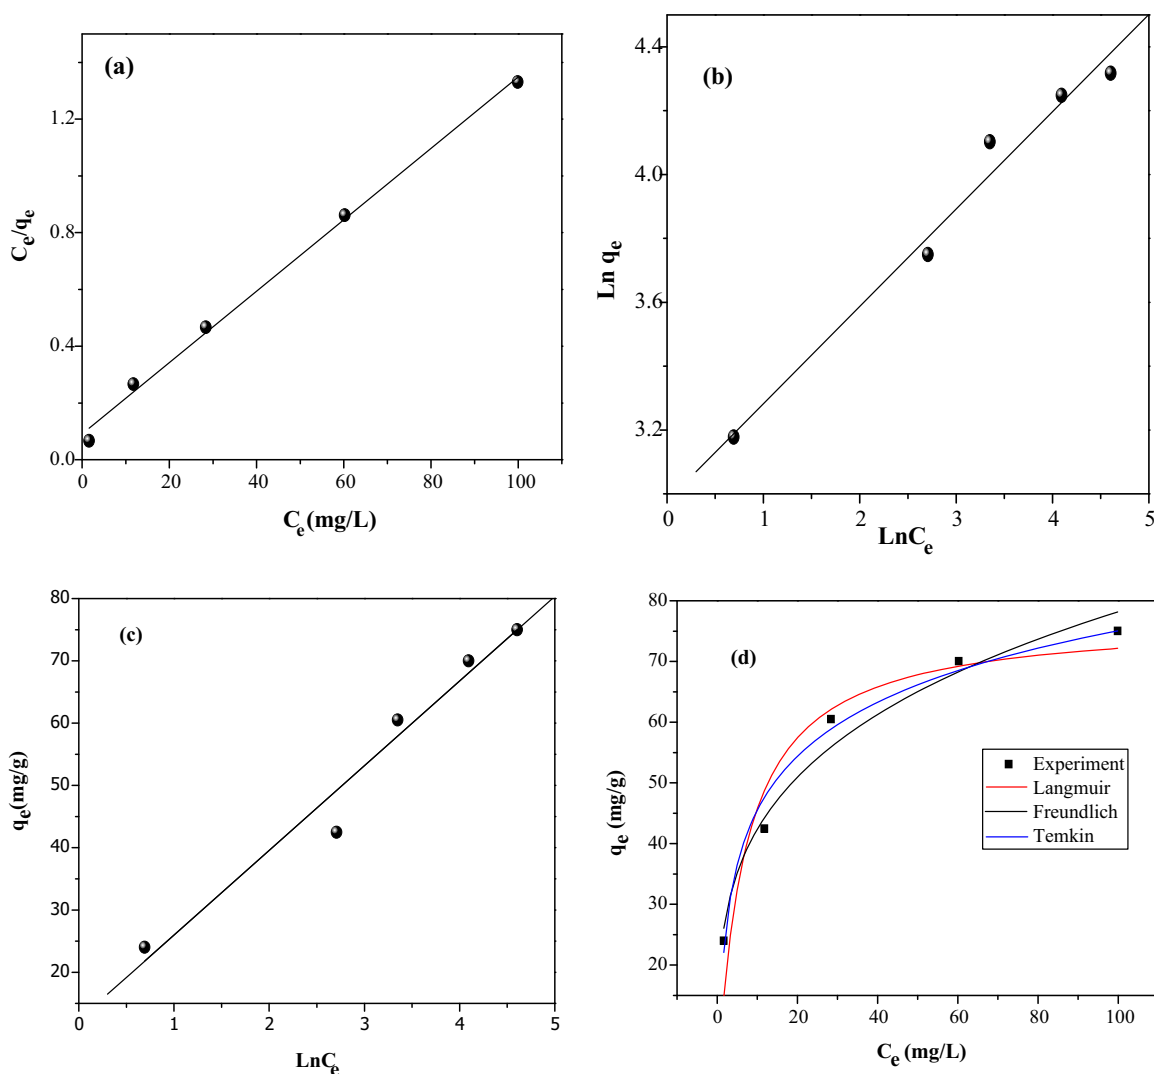 (a)
1.2
0.8
0.4
0.0
0 20 40 60 80 100
Ce/qe
Ce(mg/L)
(b)
4.4
4.0
3.6
3.2
0 1 2 3 4 5
Ln qe
LnCe
(c)
80
70
60
50
40
30
20
0 1 2 3 4 5
qe(mg/g)
LnCe
(d)
80
70
60
50
40
30
20
0 20 40 60 80 100
qe (mg/g)
Ce (mg/L)
Experiment
Langmuir
Freundlich
Temkin